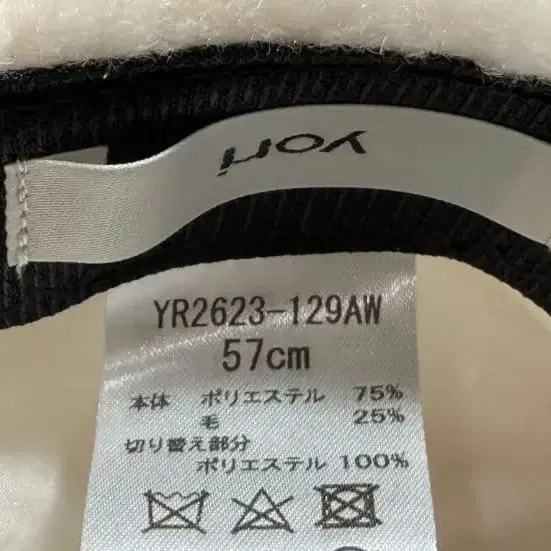 yori
YR2623-129AW
57cm
本体 ポリエステル 75%
毛 25%
切り替え部分
ポリエステル 100%